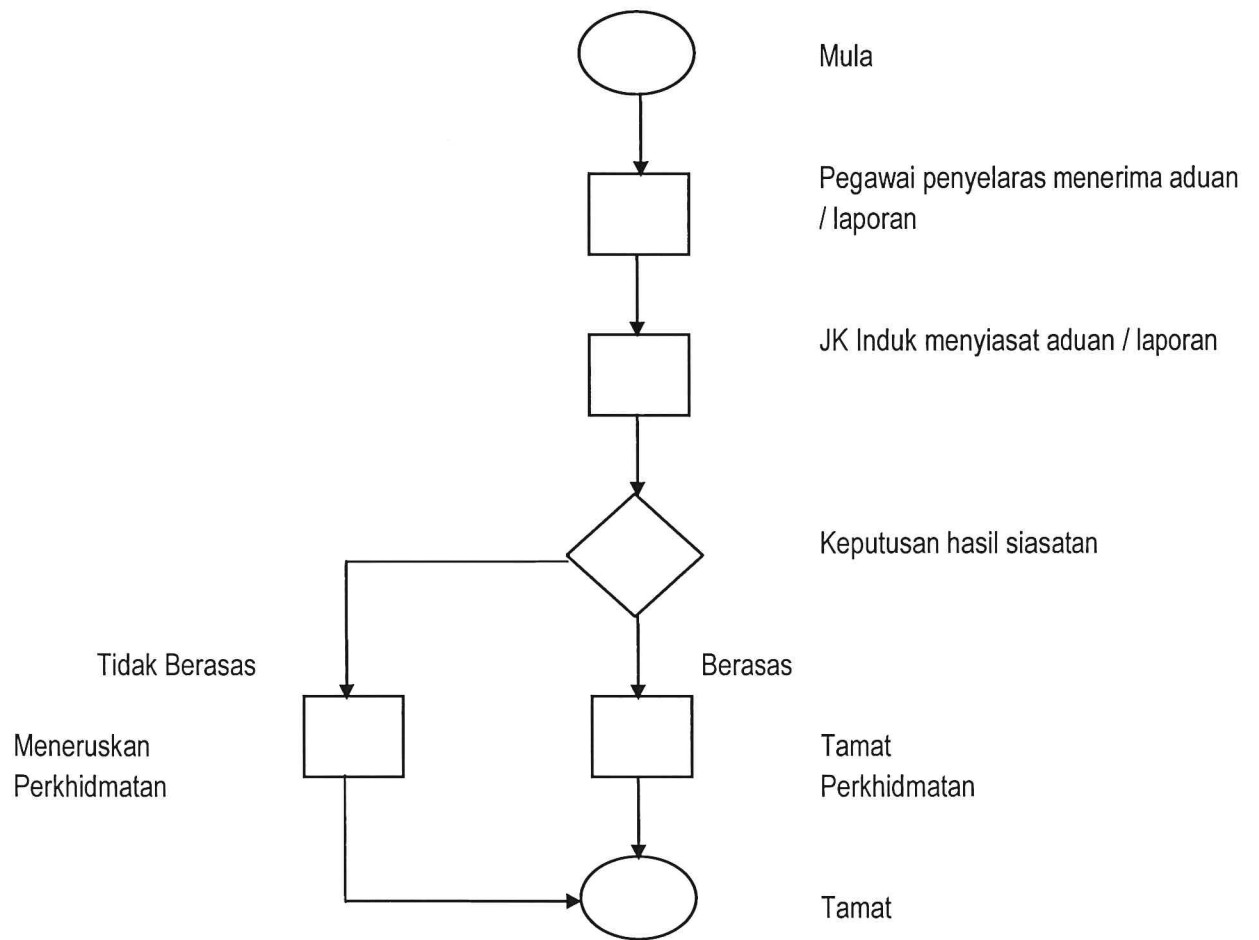 Mula
Pegawai penyelaras menerima aduan
/ laporan
JK Induk menyiasat aduan / laporan
Keputusan hasil siasatan
Tidak Berasas
Berasas
Meneruskan
Perkhidmatan
Tamat
Perkhidmatan
Tamat